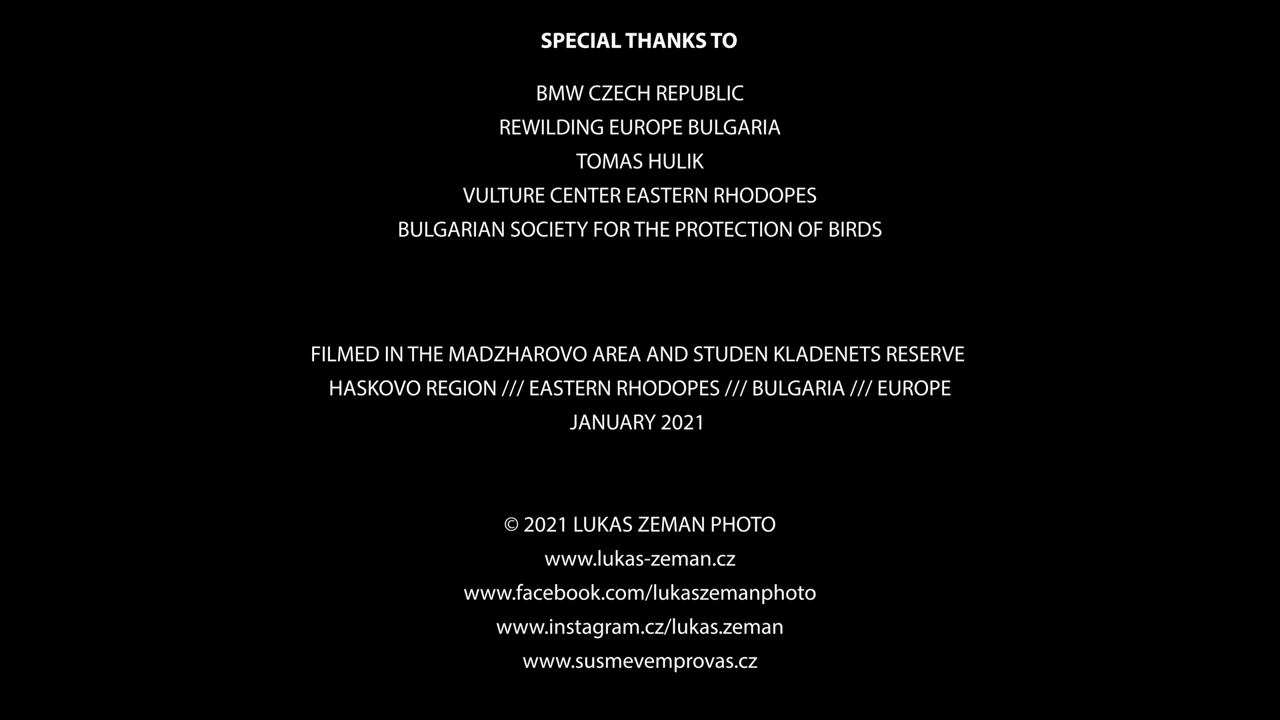 SPECIAL THANKS TO
BMW CZECH REPUBLIC
REWILDING EUROPE BULGARIA
TOMAS HULIK
VULTURE CENTER EASTERN RHODOPES
BULGARIAN SOCIETY FOR THE PROTECTION OF BIRDS
FILMED IN THE MADZHAROVO AREA AND STUDEN KLADENETS RESERVE
HASKOVO REGION /// EASTERN RHODOPES /// BULGARIA /// EUROPE
JANUARY 2021
© 2021 LUKAS ZEMAN PHOTO
www.lukas-zeman.cz
www.facebook.com/lukaszemanphoto
www.instagram.cz/lukas.zeman
www.susmevemprovas.cz